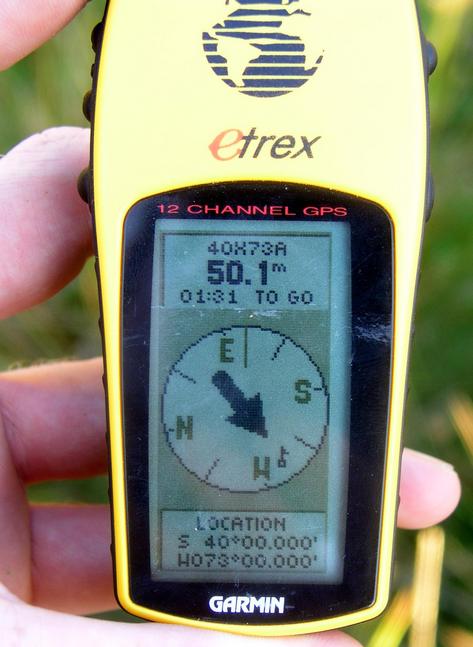 etrex
12 CHANNEL GPS
40X73A
50.1m
01:31 TO GO
E
S
N
W
LOCATION
S 40°00.000'
W073°00.000'
GARMIN